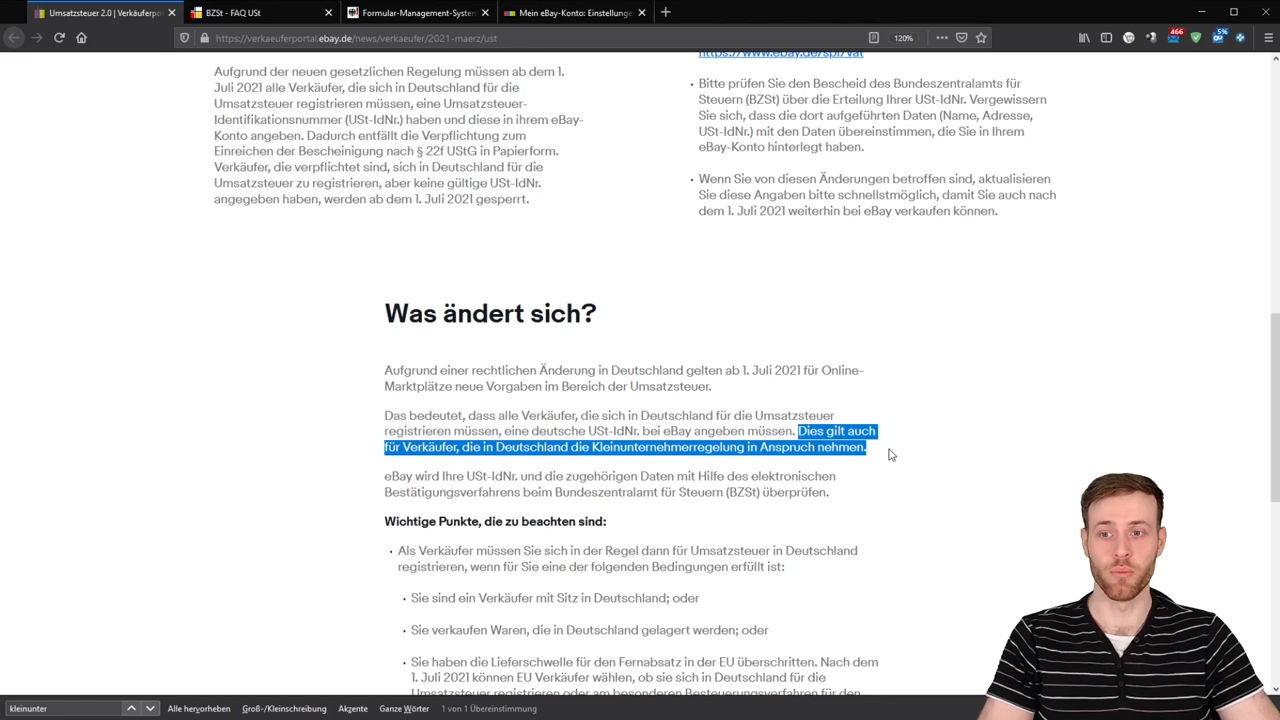 Umsatzsteuer 2.0 | Verkäuferpo
BZSt - FAQ USt
Formular-Management-System
Mein eBay-Konto: Einstellunge
https://verkaeuferportal.ebay.de/news/verkaeufer/2021-maerz/ust
120%
466
5%
https://www.ebay.de/spf/vat
Aufgrund der neuen gesetzlichen Regelung müssen ab dem 1.
Juli 2021 alle Verkäufer, die sich in Deutschland für die
Umsatzsteuer registrieren müssen, eine Umsatzsteuer-
Identifikationsnummer (USt-IdNr.) haben und diese in ihrem eBay-
Konto angeben. Dadurch entfällt die Verpflichtung zum
Einreichen der Bescheinigung nach § 22f UStG in Papierform.
Verkäufer, die verpflichtet sind, sich in Deutschland für die
Umsatzsteuer zu registrieren, aber keine gültige USt-IdNr.
angegeben haben, werden ab dem 1. Juli 2021 gesperrt.
• Bitte prüfen Sie den Bescheid des Bundeszentralamts für
Steuern (BZSt) über die Erteilung Ihrer USt-IdNr. Vergewissern
Sie sich, dass die dort aufgeführten Daten (Name, Adresse,
USt-IdNr.) mit den Daten übereinstimmen, die Sie in Ihrem
eBay-Konto hinterlegt haben.
• Wenn Sie von diesen Änderungen betroffen sind, aktualisieren
Sie diese Angaben bitte schnellstmöglich, damit Sie auch nach
dem 1. Juli 2021 weiterhin bei eBay verkaufen können.
Was ändert sich?
Aufgrund einer rechtlichen Änderung in Deutschland gelten ab 1. Juli 2021 für Online-
Marktplätze neue Vorgaben im Bereich der Umsatzsteuer.
Das bedeutet, dass alle Verkäufer, die sich in Deutschland für die Umsatzsteuer
registrieren müssen, eine deutsche USt-IdNr. bei eBay angeben müssen. Dies gilt auch
für Verkäufer, die in Deutschland die Kleinunternehmerregelung in Anspruch nehmen.
eBay wird Ihre USt-IdNr. und die zugehörigen Daten mit Hilfe des elektronischen
Bestätigungsverfahrens beim Bundeszentralamt für Steuern (BZSt) überprüfen.
Wichtige Punkte, die zu beachten sind:
• Als Verkäufer müssen Sie sich in der Regel dann für Umsatzsteuer in Deutschland
registrieren, wenn für Sie eine der folgenden Bedingungen erfüllt ist:
• Sie sind ein Verkäufer mit Sitz in Deutschland; oder
• Sie verkaufen Waren, die in Deutschland gelagert werden; oder
• Sie haben die Lieferschwelle für den Fernabsatz in der EU überschritten. Nach dem
1. Juli 2021 können EU Verkäufer wählen, ob sie sich in Deutschland für die
Umsatzsteuer registrieren oder am besonderen Besteuerungsverfahren für den
kleinunter
Alle hervorheben
Groß-/Kleinschreibung
Akzente
Ganze Wörter
1 von 1 Übereinstimmung